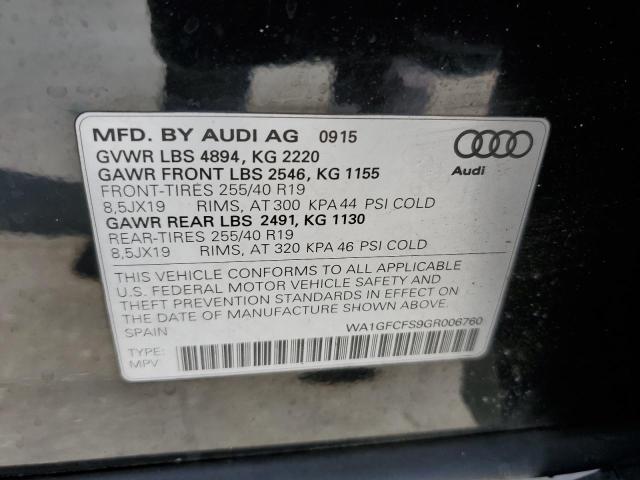 MFD. BY AUDI AG 0915
GVWR LBS 4894, KG 2220
GAWR FRONT LBS 2546, KG 1155
FRONT-TIRES 255/40 R19
8,5JX19 RIMS, AT 300 KPA 44 PSI COLD
GAWR REAR LBS 2491, KG 1130
REAR-TIRES 255/40 R19
8,5JX19 RIMS, AT 320 KPA 46 PSI COLD
Audi
THIS VEHICLE CONFORMS TO ALL APPLICABLE
U.S. FEDERAL MOTOR VEHICLE SAFETY AND
THEFT PREVENTION STANDARDS IN EFFECT ON
THE DATE OF MANUFACTURE SHOWN ABOVE.
SPAIN WA1GFCFS9GR006760
TYPE:
MPV